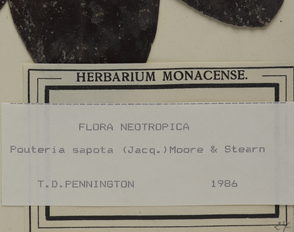 HERBARIUM MONACENSE.
FLORA NEOTROPICA
Pouteria sapota (Jacq.)Moore & Stearn
T.D.PENNINGTON 1986